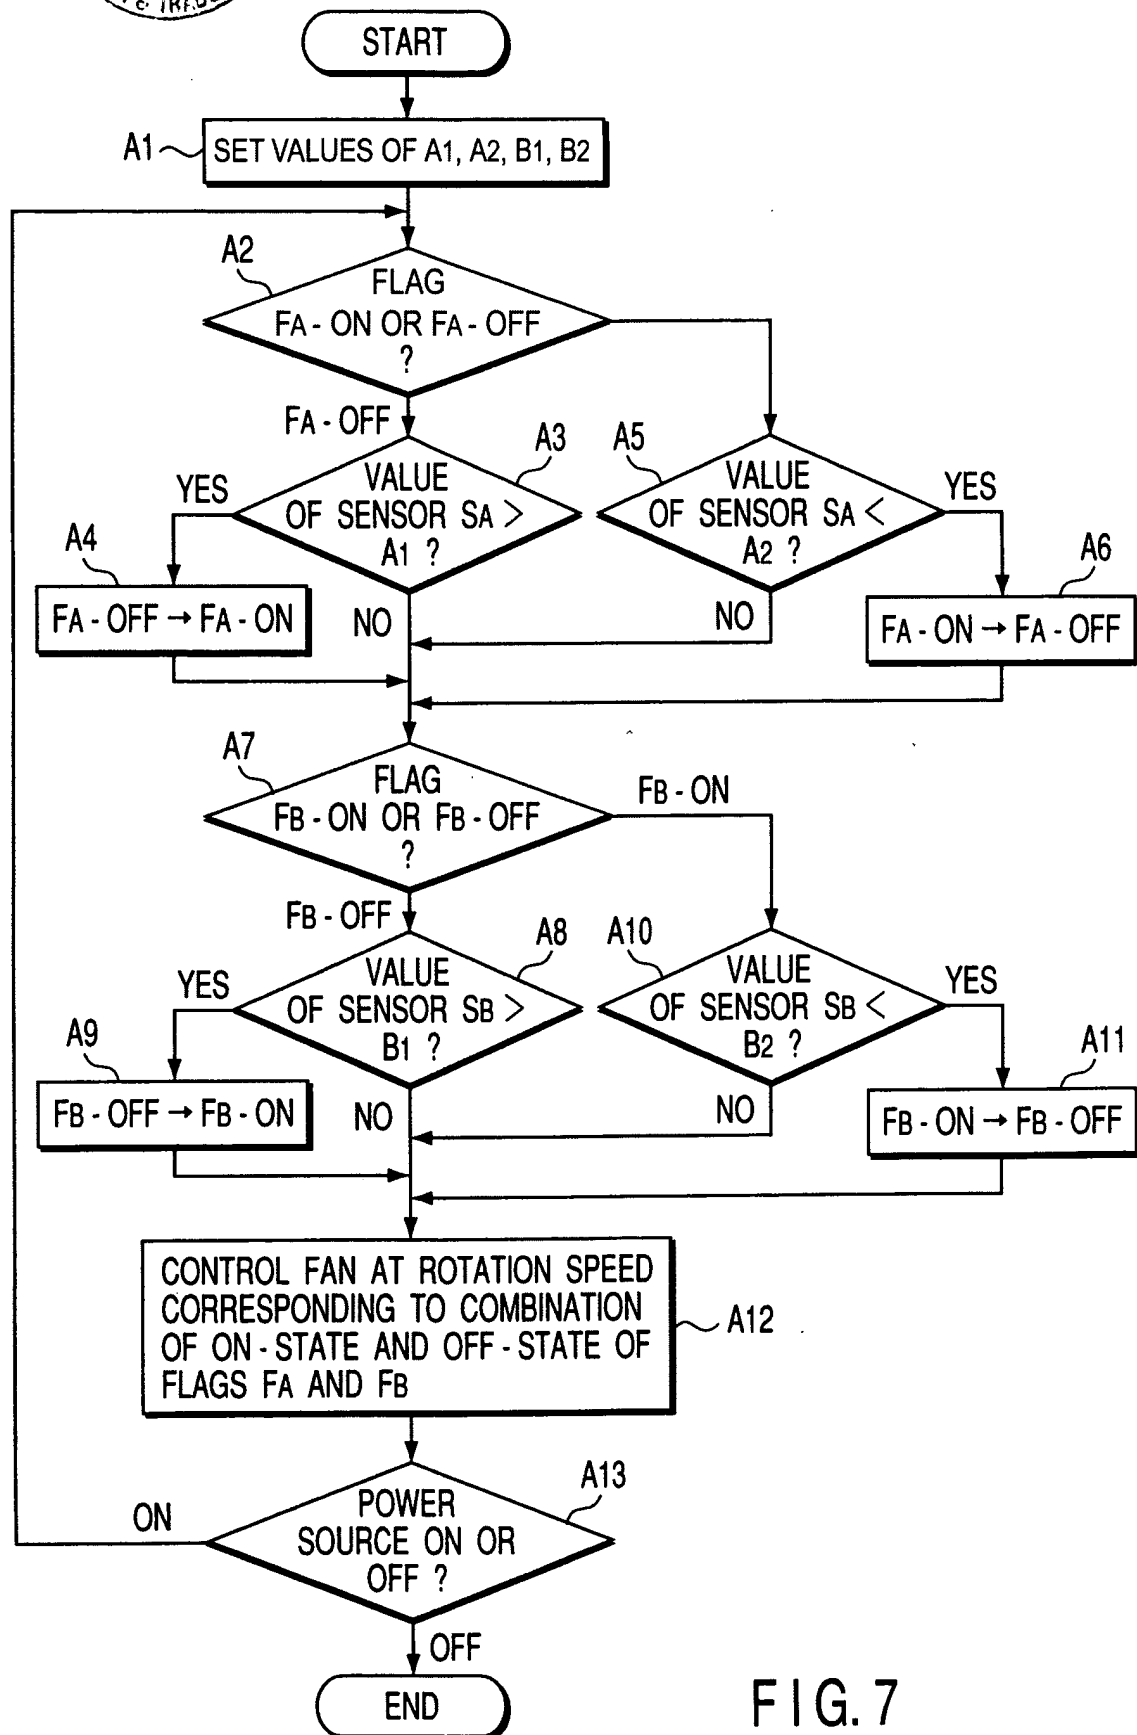 START
A1
SET VALUES OF A1, A2, B1, B2
A2
FLAG
FA - ON OR FA - OFF
?
FA - OFF
A3
A5
YES
VALUE
OF SENSOR SA >
A1 ?
VALUE
OF SENSOR SA <
A2 ?
YES
A4
A6
FA - OFF → FA - ON
NO
NO
FA - ON → FA - OFF
A7
FLAG
FB - ON OR FB - OFF
?
FB - ON
FB - OFF
A8
A10
YES
VALUE
OF SENSOR SB >
B1 ?
VALUE
OF SENSOR SB <
B2 ?
YES
A9
A11
FB - OFF → FB - ON
NO
NO
FB - ON → FB - OFF
CONTROL FAN AT ROTATION SPEED
CORRESPONDING TO COMBINATION
OF ON - STATE AND OFF - STATE OF
FLAGS FA AND FB
A12
A13
ON
POWER
SOURCE ON OR
OFF ?
OFF
END
FIG. 7